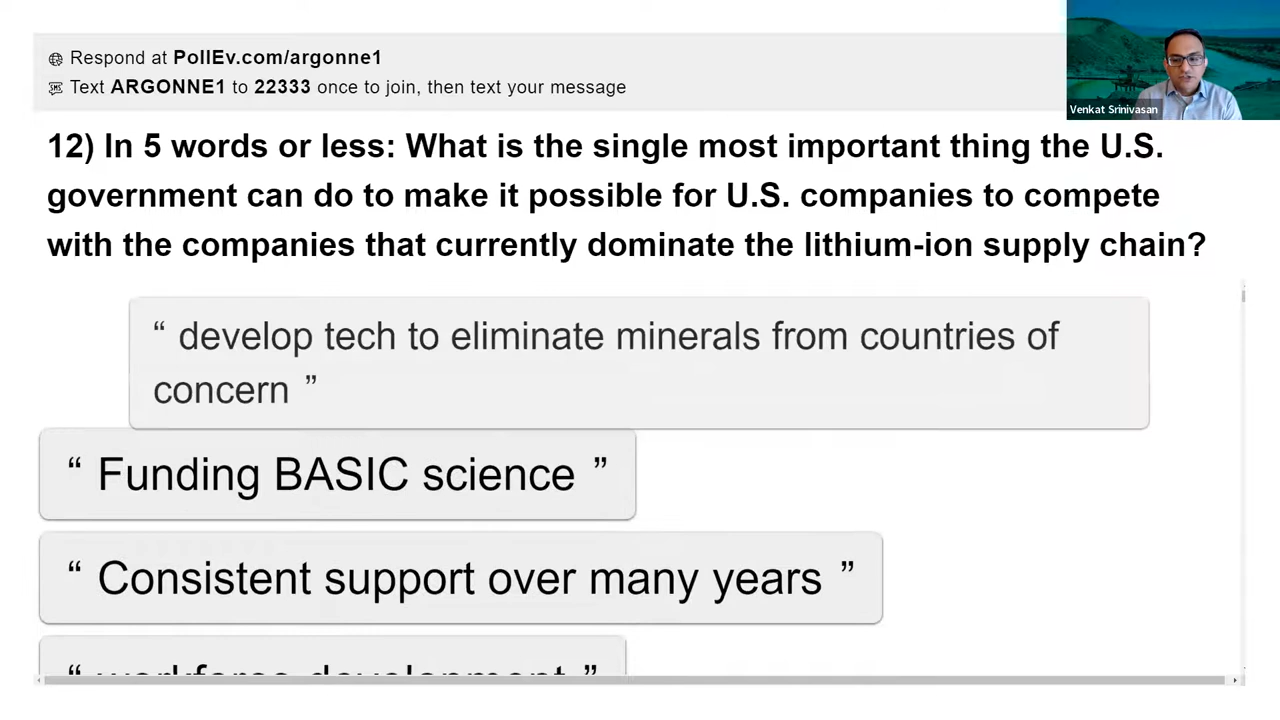 Respond at PollEv.com/argonne1
Text ARGONNE1 to 22333 once to join, then text your message
Venkat Srinivasan
12) In 5 words or less: What is the single most important thing the U.S.
government can do to make it possible for U.S. companies to compete
with the companies that currently dominate the lithium-ion supply chain?
“ develop tech to eliminate minerals from countries of
concern ”
“ Funding BASIC science ”
“ Consistent support over many years ”
“ workforce development ”